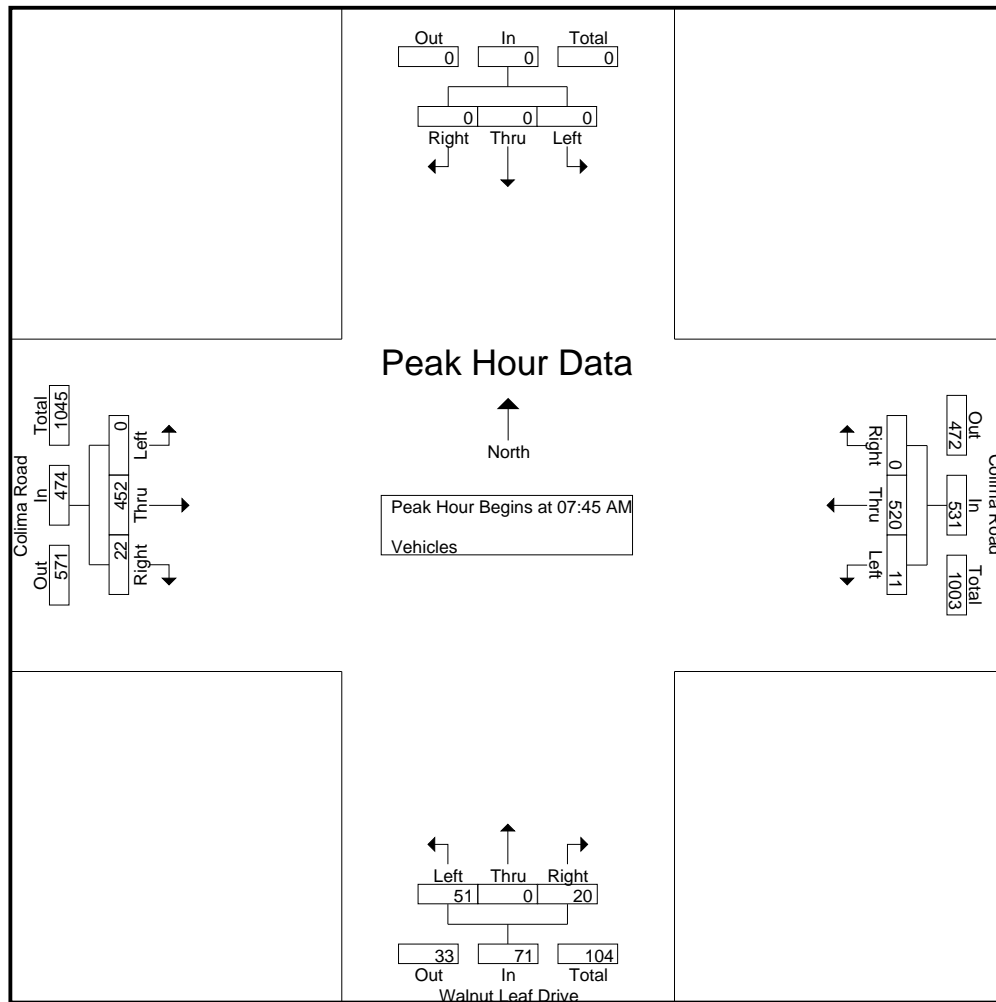 Out In Total
0 0 0
0 0 0
Right Thru Left
Peak Hour Data
North
Peak Hour Begins at 07:45 AM
Vehicles
Colima Road
Total In Out
1045 474 571
0 452 22
Left Thru Right
Right Thru Left
0 520 11
472 531 1003
Out In Total
Colima Road
Left Thru Right
51 0 20
33 71 104
Out In Total
Walnut Leaf Drive